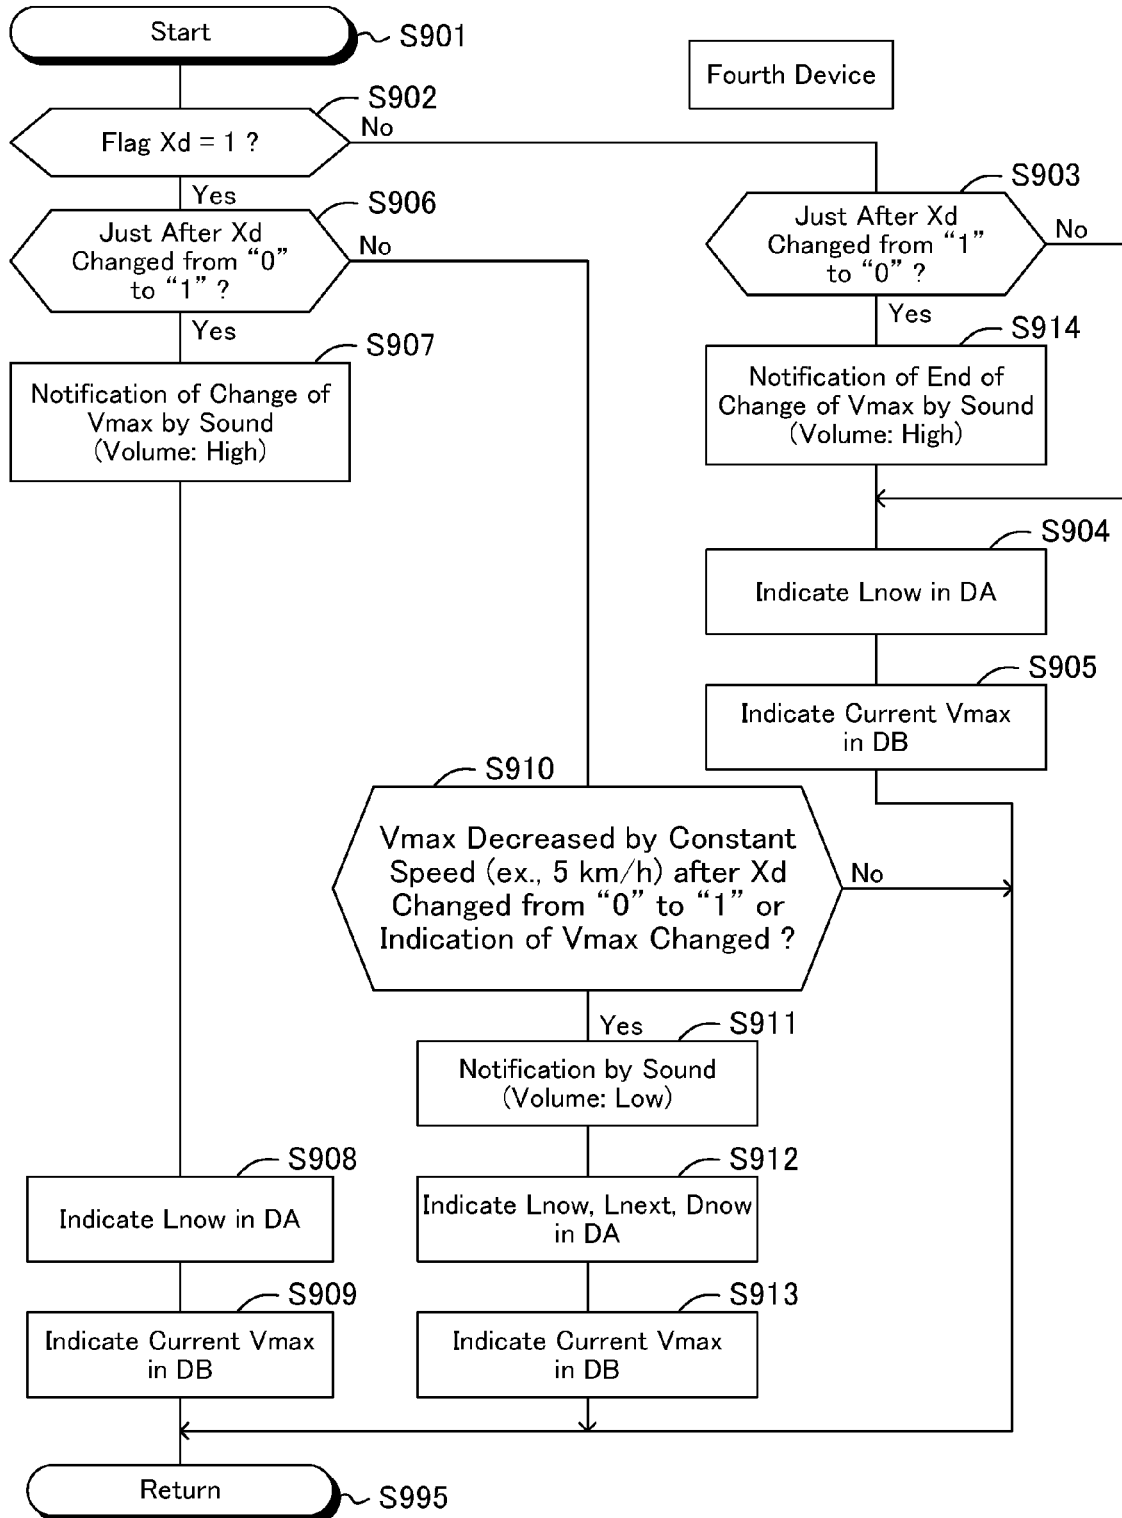 Start
S901
Fourth Device
S902
Flag Xd = 1 ?
No
Yes
S903
Just After Xd
Changed from “1”
to “0” ?
No
Yes
S906
Just After Xd
Changed from “0”
to “1” ?
No
Yes
S907
Notification of Change of
Vmax by Sound
(Volume: High)
S914
Notification of End of
Change of Vmax by Sound
(Volume: High)
S904
Indicate Lnow in DA
S905
Indicate Current Vmax
in DB
S910
Vmax Decreased by Constant
Speed (ex., 5 km/h) after Xd
Changed from “0” to “1” or
Indication of Vmax Changed ?
No
Yes
S911
Notification by Sound
(Volume: Low)
S908
Indicate Lnow in DA
S912
Indicate Lnow, Lnext, Dnow
in DA
S909
Indicate Current Vmax
in DB
S913
Indicate Current Vmax
in DB
Return
S995